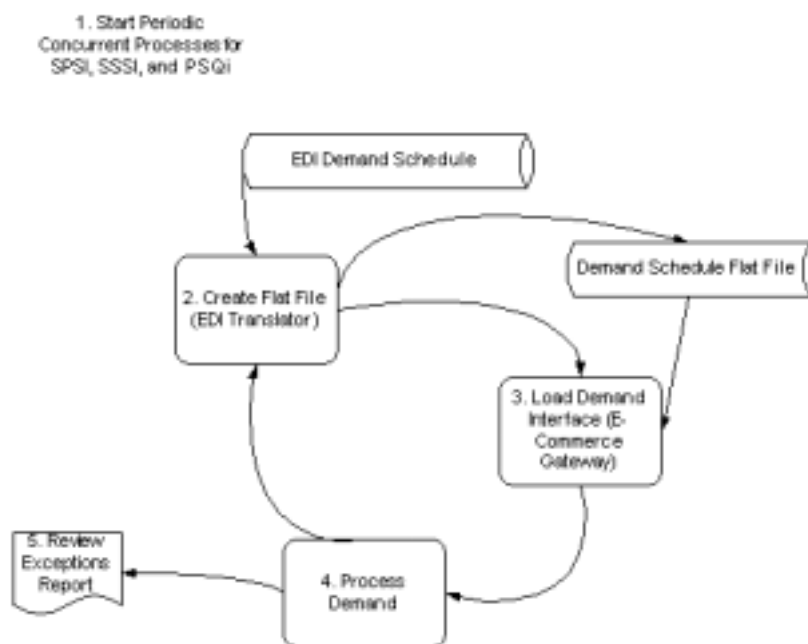 1. Start Periodic
Concurrent Processes for
SPSI, SSSI, and PSQi
EDI Demand Schedule
Demand Schedule Flat File
2. Create Flat File
(EDI Translator)
3. Load Demand
Interface (E-
Commerce
Gateway)
5. Review
Exceptions
Report
4. Process
Demand